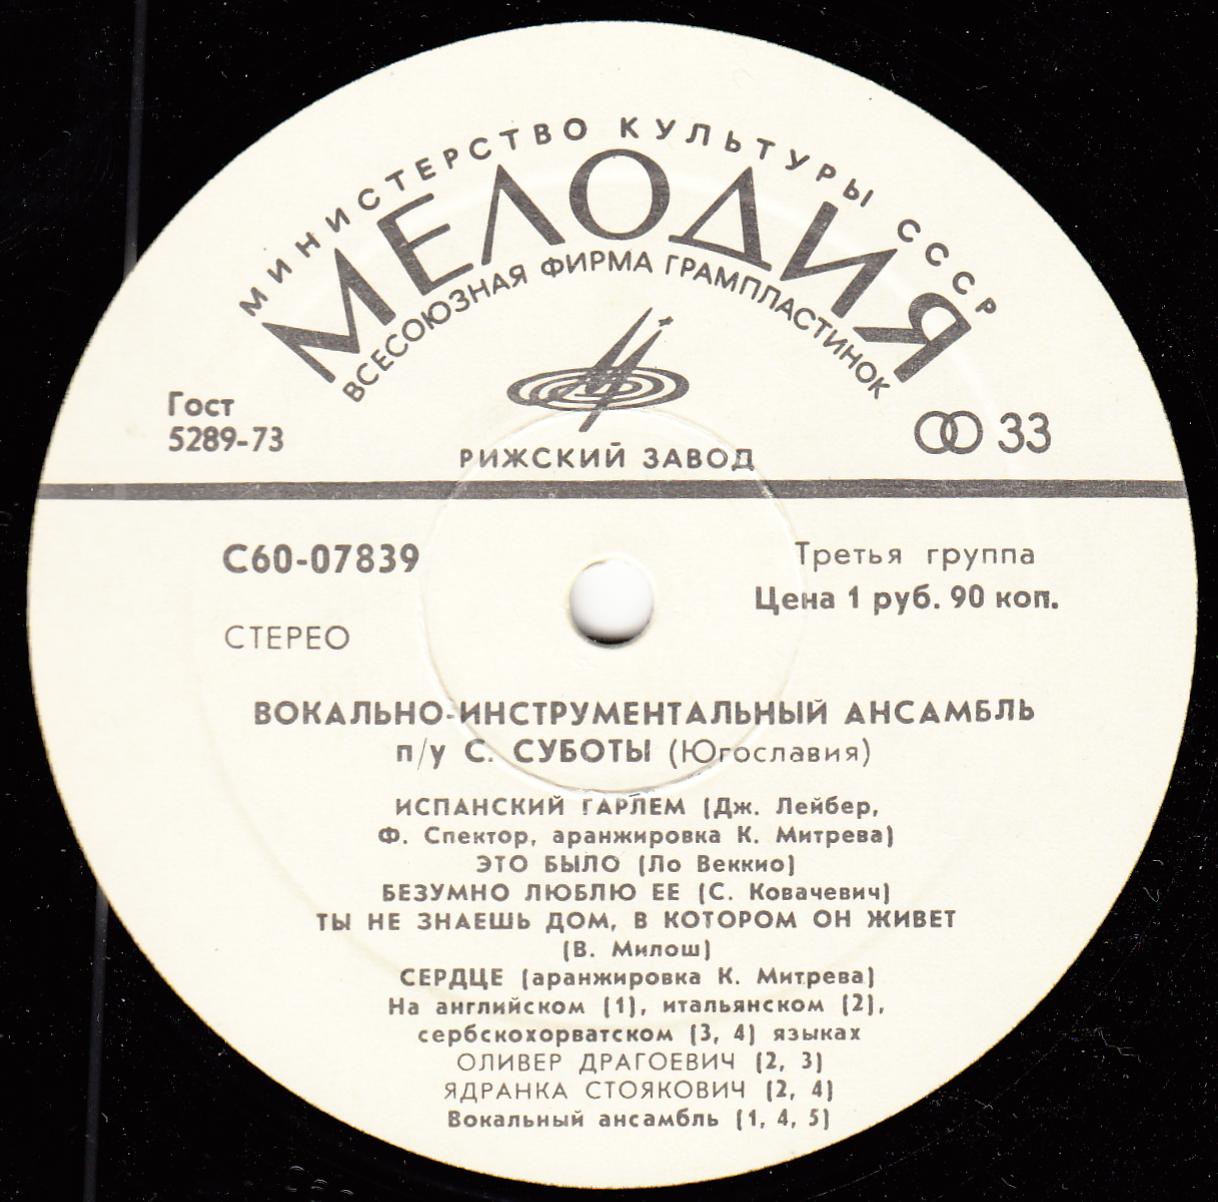 МИНИСТЕРСТВО КУЛЬТУРЫ СССР
МЕЛОДИЯ
ВСЕСОЮЗНАЯ ФИРМА ГРАМПЛАСТИНОК
Гост
5289-73
33
РИЖСКИЙ ЗАВОД
С60-07839
Третья группа
Цена 1 руб. 90 коп.
СТЕРЕО
ВОКАЛЬНО-ИНСТРУМЕНТАЛЬНЫЙ АНСАМБЛЬ
п/у С. СУБОТЫ (Югославия)
ИСПАНСКИЙ ГАРЛЕМ (Дж. Лейбер,
Ф. Спектор, аранжировка К. Митрева)
ЭТО БЫЛО (Ло Веккио)
БЕЗУМНО ЛЮБЛЮ ЕЕ (С. Ковачевич)
ТЫ НЕ ЗНАЕШЬ ДОМ, В КОТОРОМ ОН ЖИВЕТ
(В. Милош)
СЕРДЦЕ (аранжировка К. Митрева)
На английском (1), итальянском (2),
сербскохорватском (3, 4) языках
ОЛИВЕР ДРАГОЕВИЧ (2, 3)
ЯДРАНКА СТОЯКОВИЧ (2, 4)
Вокальный ансамбль (1, 4, 5)